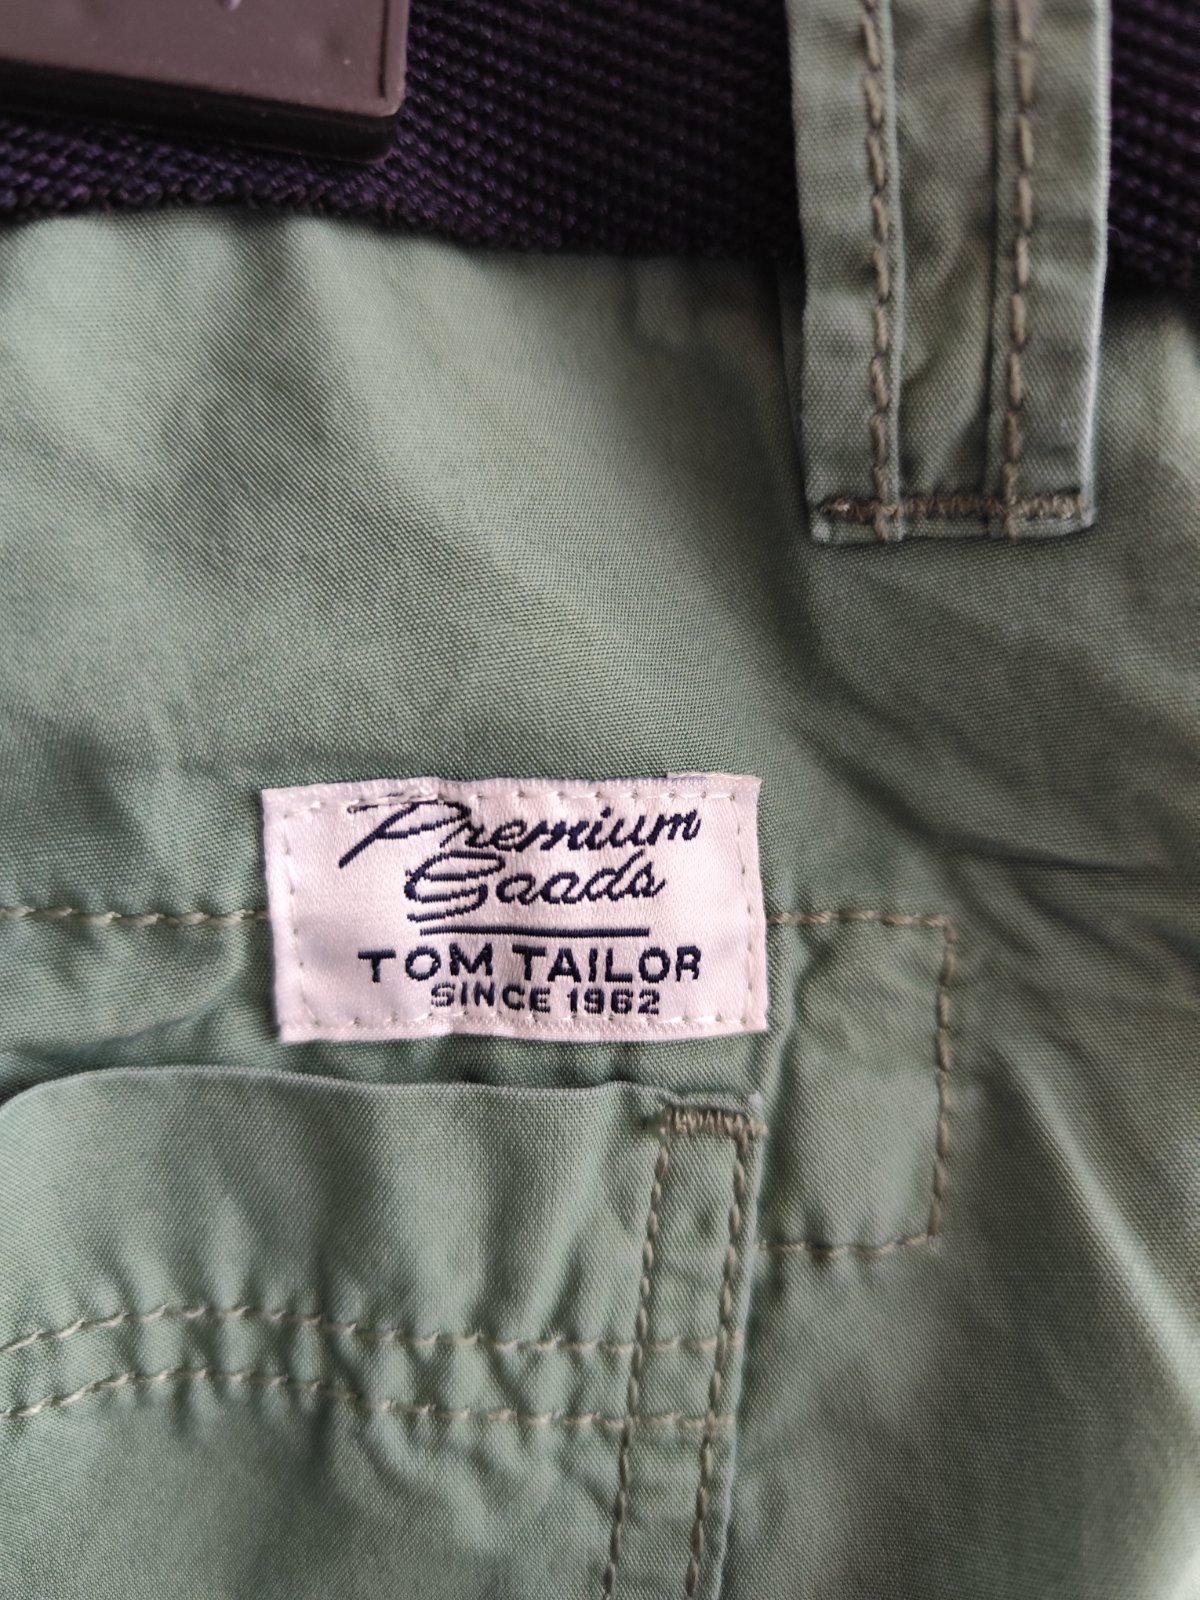 Premium
Goods
TOM TAILOR
SINCE 1962